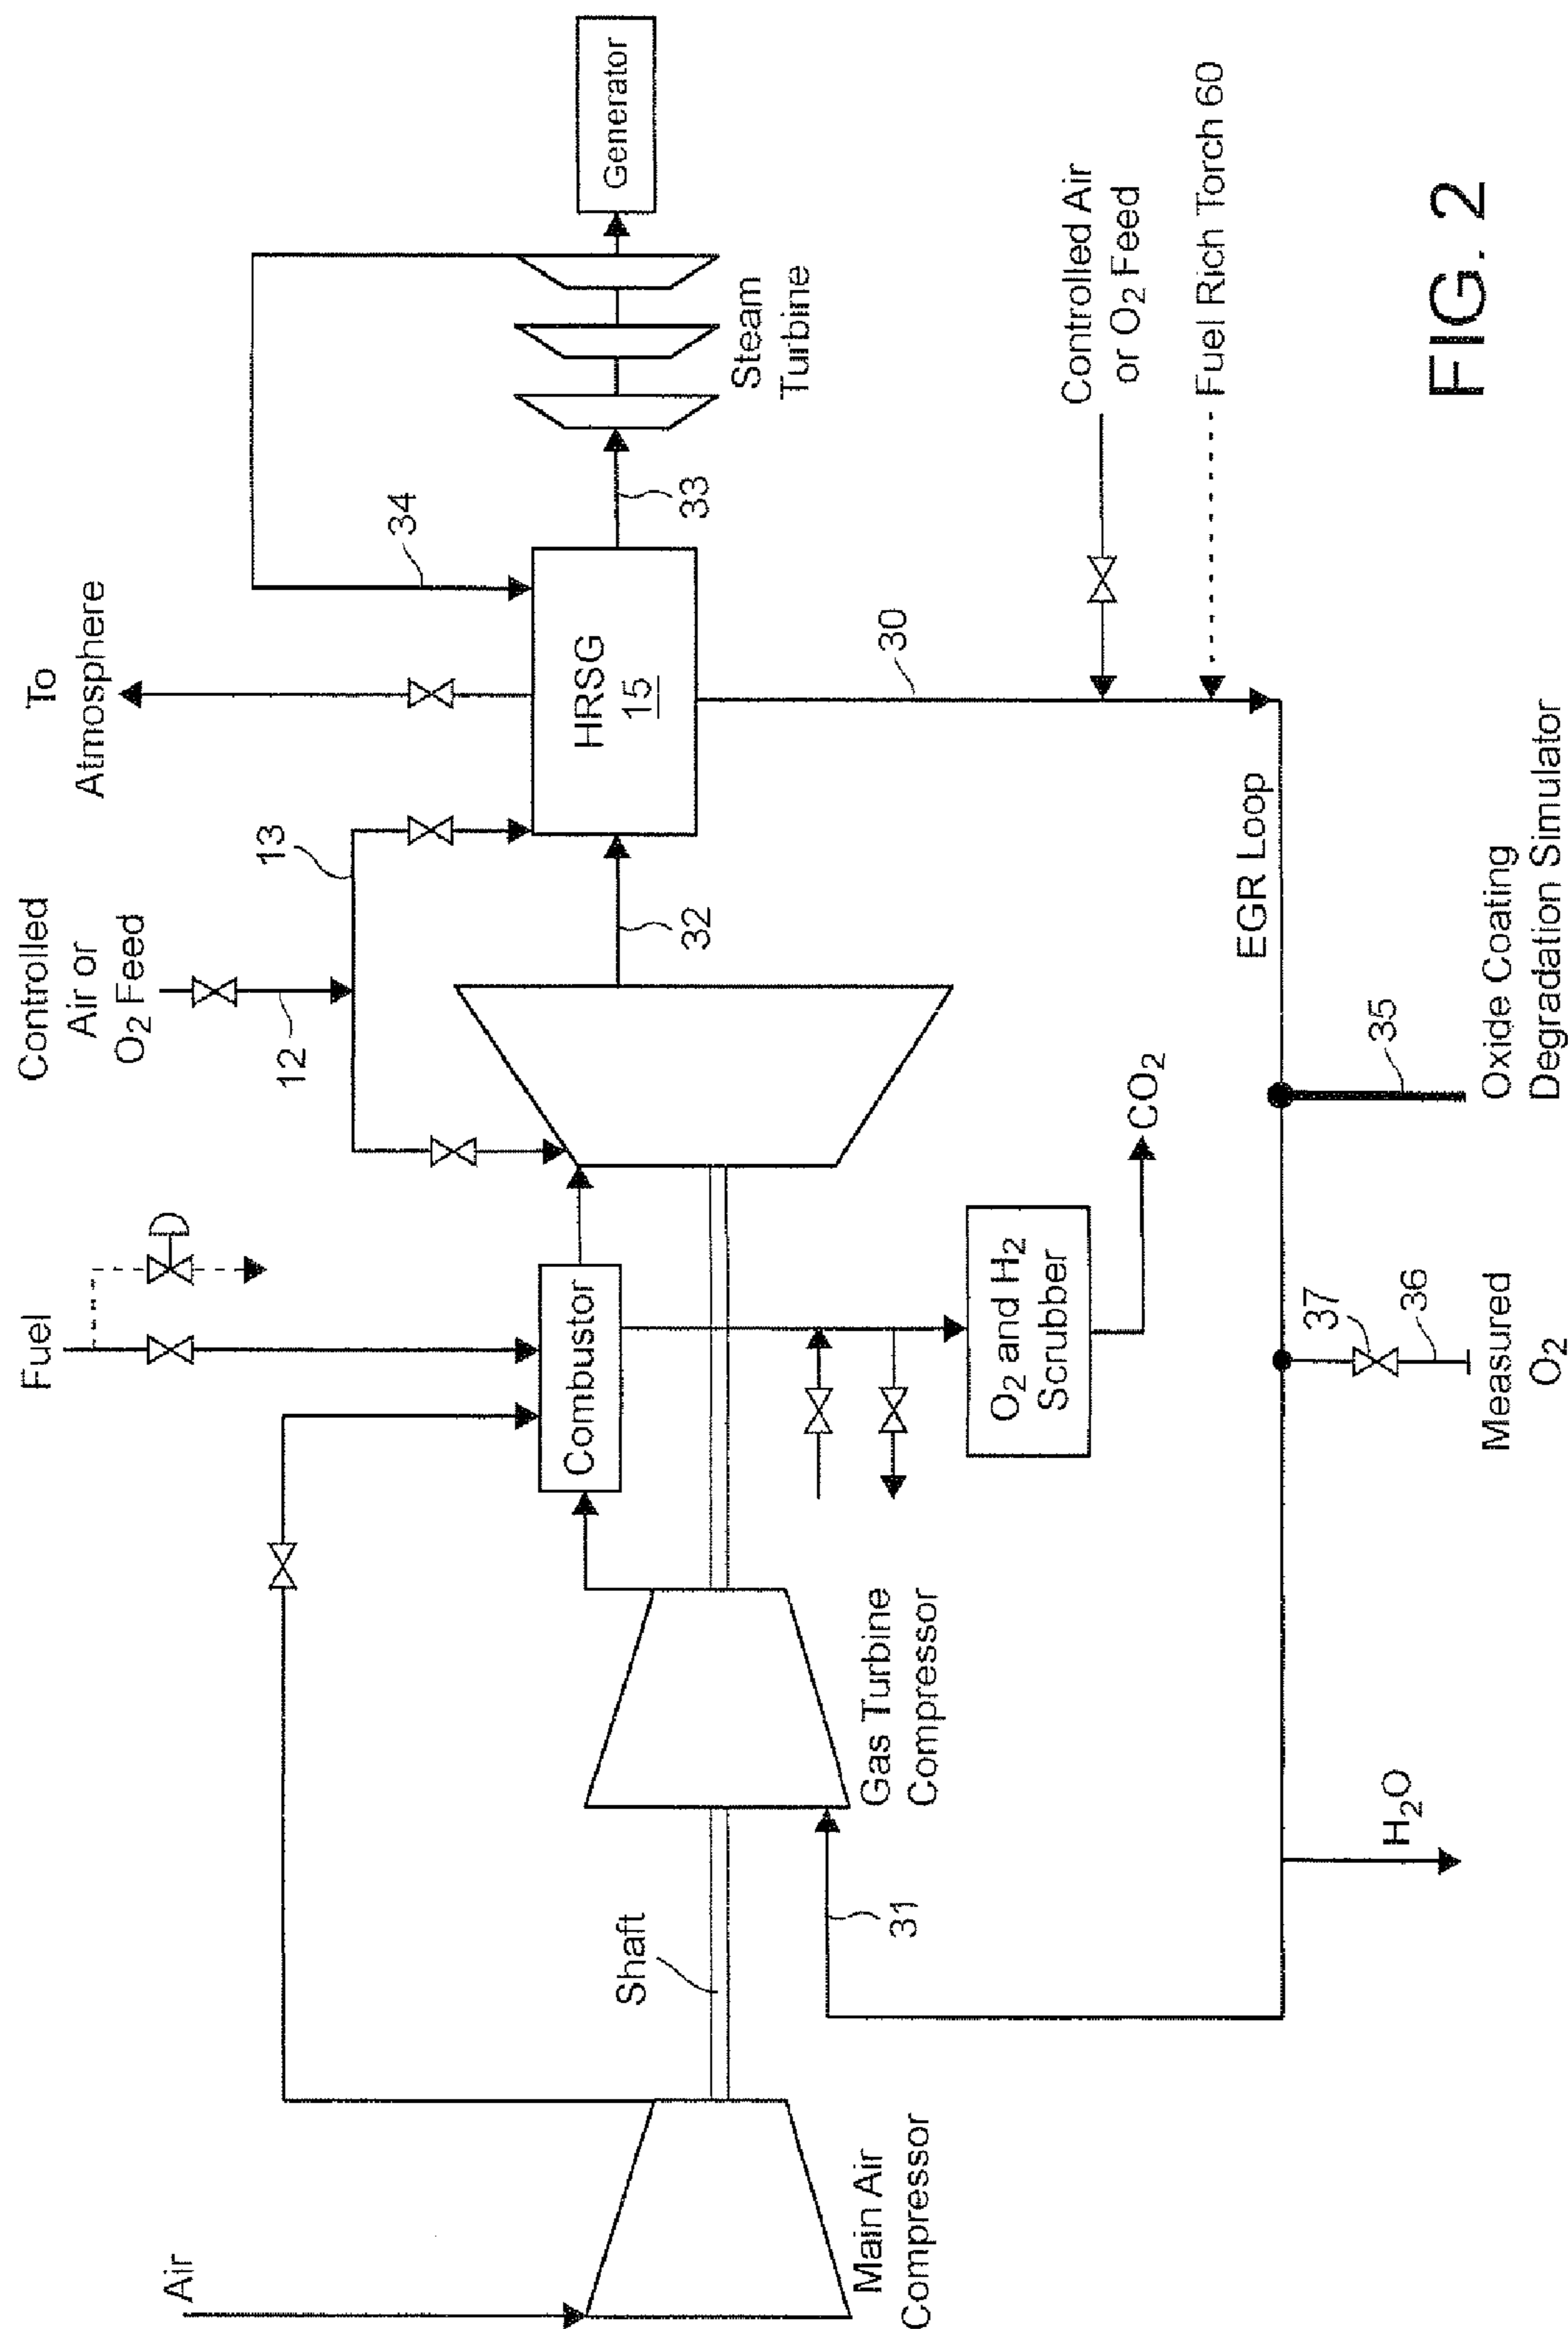 Air
Main Air
Compressor
Shaft
31
H2O
Gas Turbine
Compressor
Fuel
Combustor
O2 and H2
Scrubber
CO2
Measured
O2
36
37
Controlled
Air or
O2 Feed
12
13
To
Atmosphere
32
HRSG
15
34
33
Steam
Turbine
Generator
30
EGR Loop
35
Oxide Coating
Degradation Simulator
Controlled Air
or O2 Feed
Fuel Rich Torch 60
FIG. 2